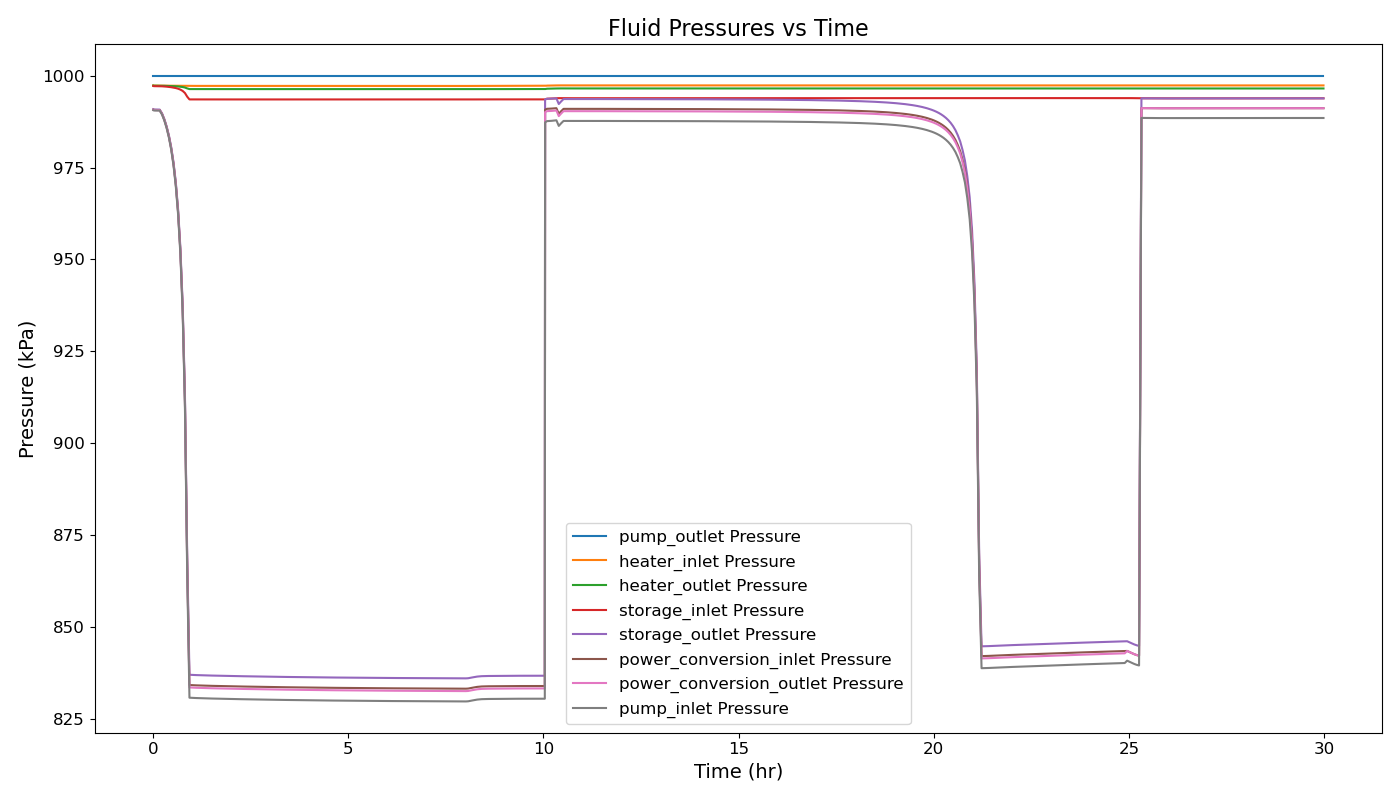 Fluid Pressures vs Time
Pressure (kPa)
1000
975
950
925
900
875
850
825
pump_outlet Pressure
heater_inlet Pressure
heater_outlet Pressure
storage_inlet Pressure
storage_outlet Pressure
power_conversion_inlet Pressure
power_conversion_outlet Pressure
pump_inlet Pressure
0 5 10 15 20 25 30
Time (hr)